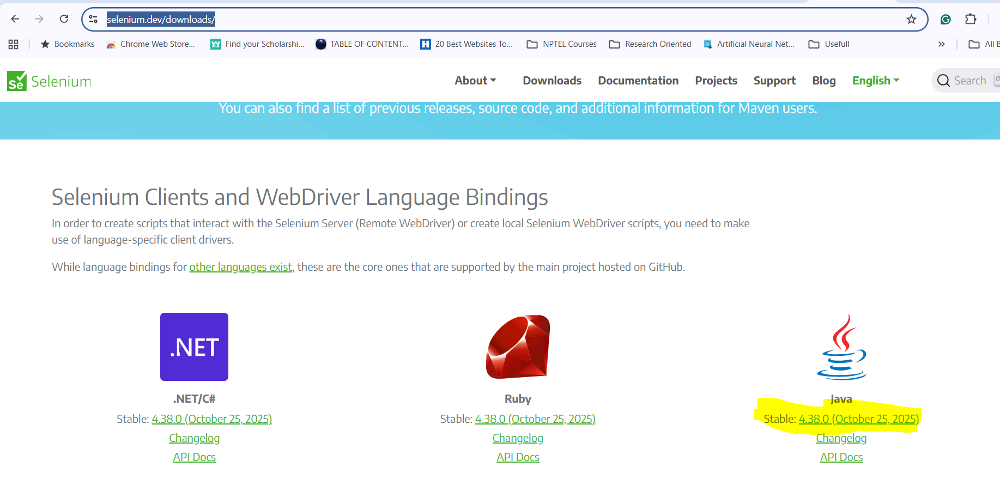 selenium.dev/downloads/
Bookmarks Chrome Web Store... Find your Scholarshi... TABLE OF CONTENT... 20 Best Websites To... NPTEL Courses Research Oriented Artificial Neural Net... Usefull » All B
Se Selenium About Downloads Documentation Projects Support Blog English Search
You can also find a list of previous releases, source code, and additional information for Maven users.
Selenium Clients and WebDriver Language Bindings
In order to create scripts that interact with the Selenium Server (Remote WebDriver) or create local Selenium WebDriver scripts, you need to make
use of language-specific client drivers.
While language bindings for other languages exist, these are the core ones that are supported by the main project hosted on GitHub.
.NET
.NET/C# Ruby Java
Stable: 4.38.0 (October 25, 2025) Stable: 4.38.0 (October 25, 2025) Stable: 4.38.0 (October 25, 2025)
Changelog Changelog Changelog
API Docs API Docs API Docs